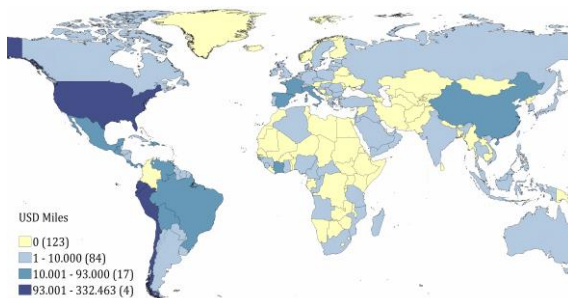 USD Miles
0 (123)
1 - 10.000 (84)
10.001 - 93.000 (17)
93.001 - 332.463 (4)